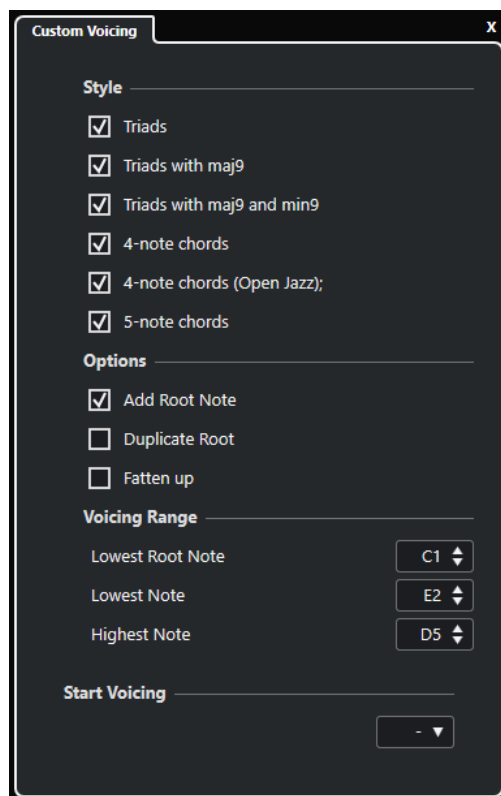 Custom Voicing X
Style
Triads
Triads with maj9
Triads with maj9 and min9
4-note chords
4-note chords (Open Jazz);
5-note chords
Options
Add Root Note
Duplicate Root
Fatten up
Voicing Range
Lowest Root Note C1
Lowest Note E2
Highest Note D5
Start Voicing
-